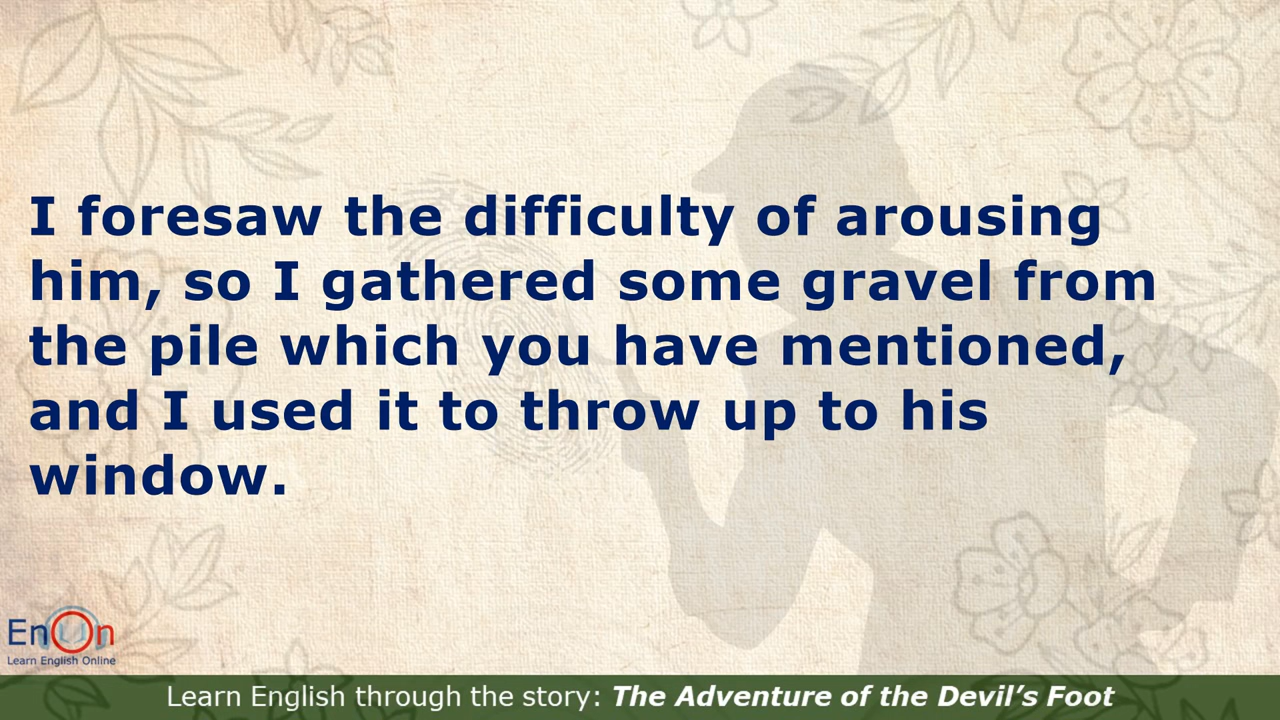 I foresaw the difficulty of arousing
him, so I gathered some gravel from
the pile which you have mentioned,
and I used it to throw up to his
window.
EnOn
Learn English Online
Learn English through the story: The Adventure of the Devil’s Foot